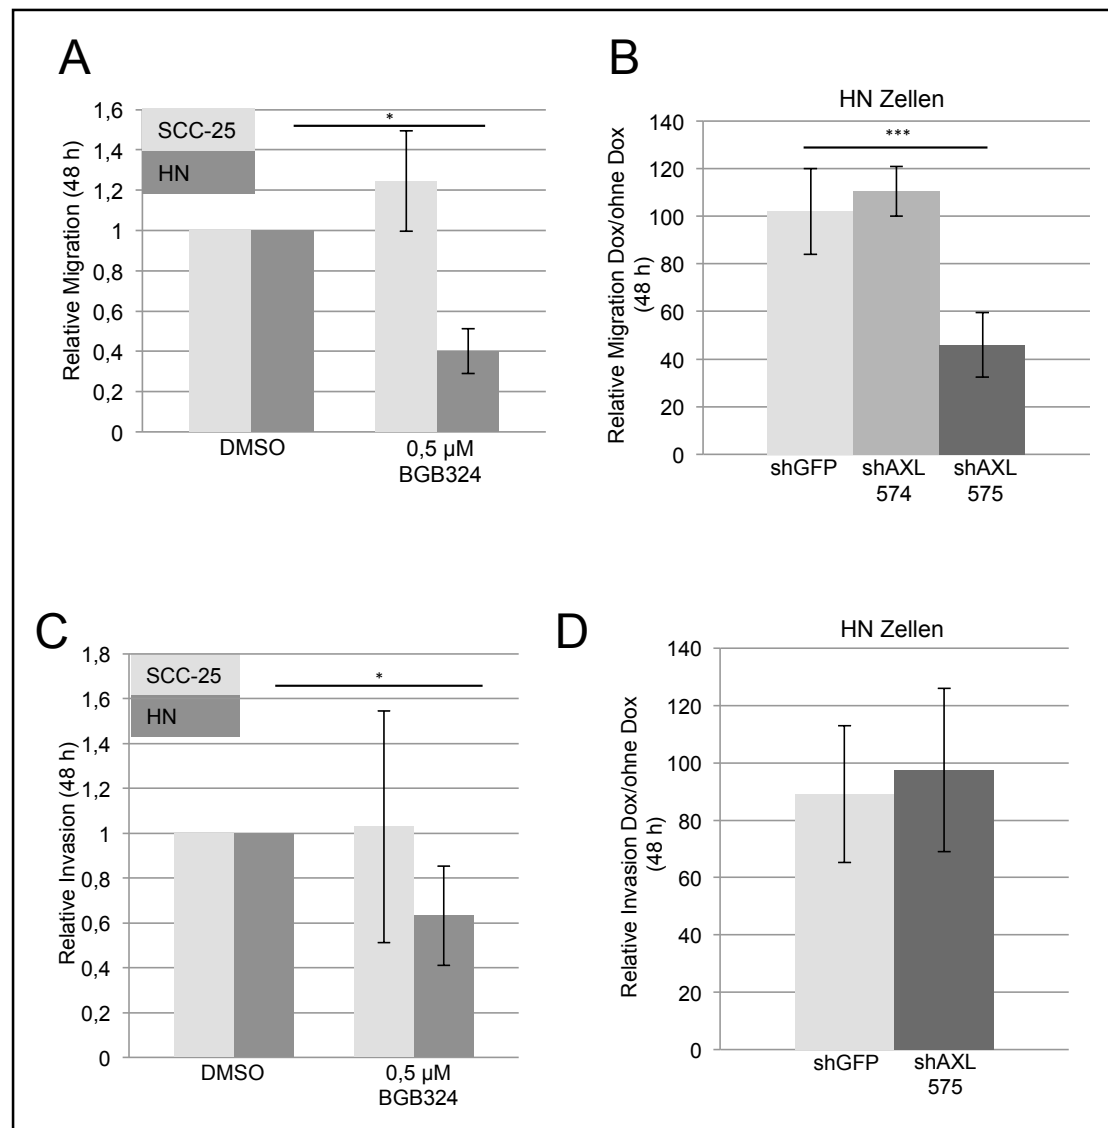 A
Relative Migration (48 h)
1,6
1,4
1,2
1
0,8
0,6
0,4
0,2
0
SCC-25
HN
*
DMSO
0,5 µM
BGB324
B
HN Zellen
Relative Migration Dox/ohne Dox
(48 h)
140
120
100
80
60
40
20
0
***
shGFP
shAXL
574
shAXL
575
C
Relative Invasion (48 h)
1,8
1,6
1,4
1,2
1
0,8
0,6
0,4
0,2
0
SCC-25
HN
*
DMSO
0,5 µM
BGB324
D
HN Zellen
Relative Invasion Dox/ohne Dox
(48 h)
140
120
100
80
60
40
20
0
shGFP
shAXL
575